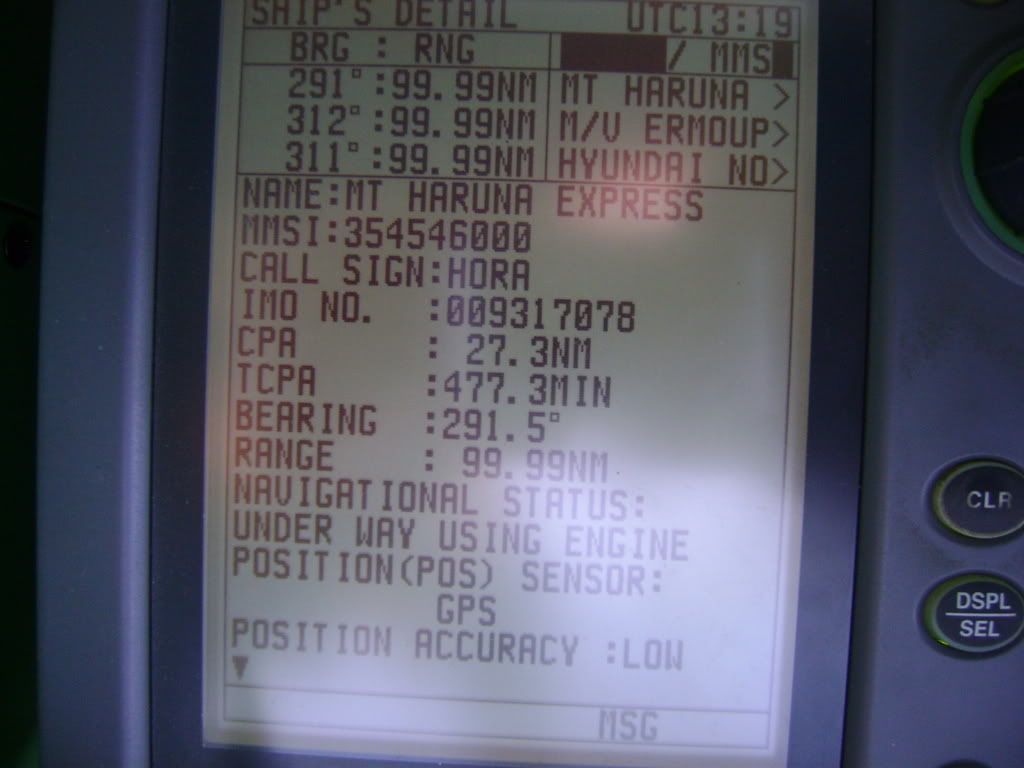 SHIP'S DETAIL UTC13:19
BRG : RNG / MMS
291°:99.99NM MT HARUNA >
312°:99.99NM M/V ERMOUP>
311°:99.99NM HYUNDAI NO>
NAME:MT HARUNA EXPRESS
MMSI:354546000
CALL SIGN:HORA
IMO NO. :009317078
CPA : 27.3NM
TCPA :477.3MIN
BEARING :291.5°
RANGE : 99.99NM
NAVIGATIONAL STATUS:
UNDER WAY USING ENGINE
POSITION(POS) SENSOR:
GPS
POSITION ACCURACY :LOW
▼
MSG
CLR
DSPL
SEL